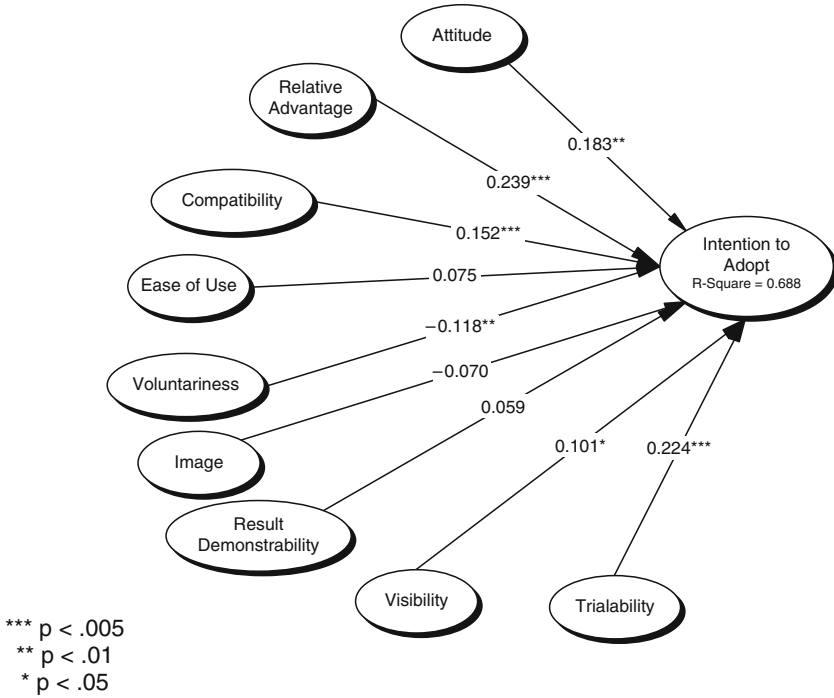 Attitude
Relative
Advantage
0.183**
0.239***
Compatibility
0.152***
Intention to
Adopt
R-Square = 0.688
Ease of Use
0.075
−0.118**
Voluntariness
−0.070
0.059
Image
0.101*
0.224***
Result
Demonstrability
Visibility
Trialability
*** p < .005
** p < .01
* p < .05